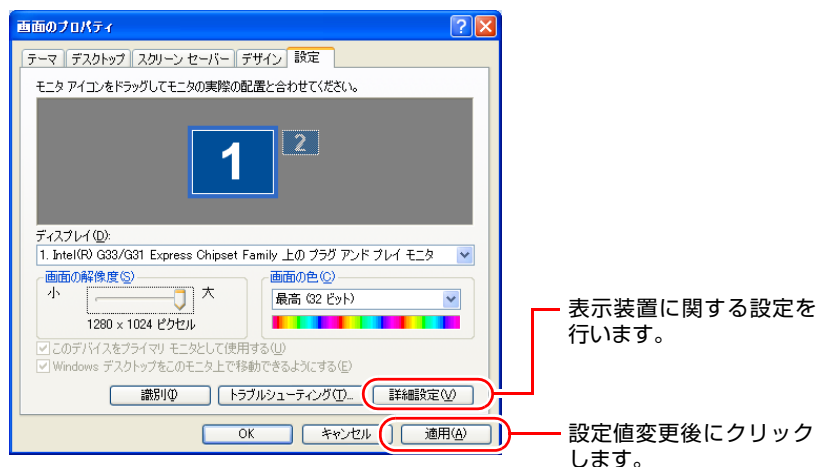 画面のプロパティ
テーマ デスクトップ スクリーン セーバー デザイン 設定
モニタ アイコンをドラッグしてモニタの実際の配置と合わせてください。
1 2
ディスプレイ(D):
1. Intel(R) G33/G31 Express Chipset Family 上の プラグ アンド プレイ モニタ
画面の解像度(S)
小 大
1280 x 1024 ピクセル
画面の色(C)
最高 (32 ビット)
このデバイスをプライマリ モニタとして使用する(U)
Windows デスクトップをこのモニタ上で移動できるようにする(E)
識別(I) トラブルシューティング(T)... 詳細設定(V)
OK キャンセル 適用(A)
表示装置に関する設定を
行います。
設定値変更後にクリック
します。